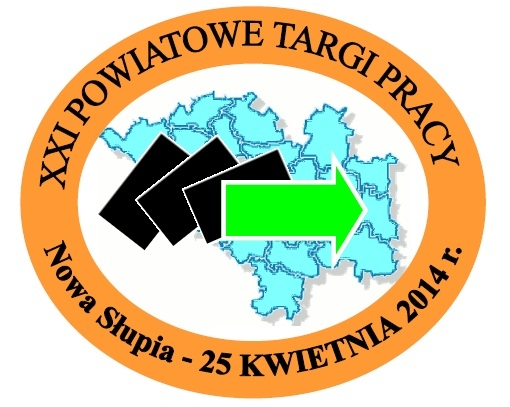 XXI POWIATOWE TARGI PRACY
Nowa Słupia - 25 KWIETNIA 2014 r.